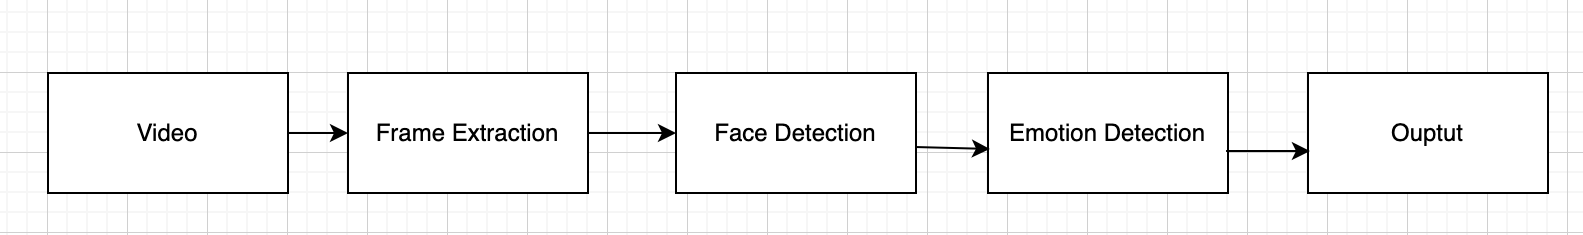 Video
Frame Extraction
Face Detection
Emotion Detection
Ouptut